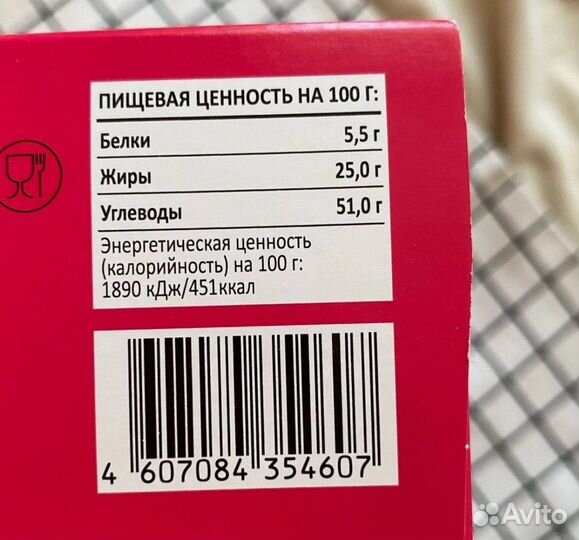 ПИЩЕВАЯ ЦЕННОСТЬ НА 100 Г:
Белки 5,5 г
Жиры 25,0 г
Углеводы 51,0 г
Энергетическая ценность
(калорийность) на 100 г:
1890 кДж/451ккал
4 607084 354607
Avito